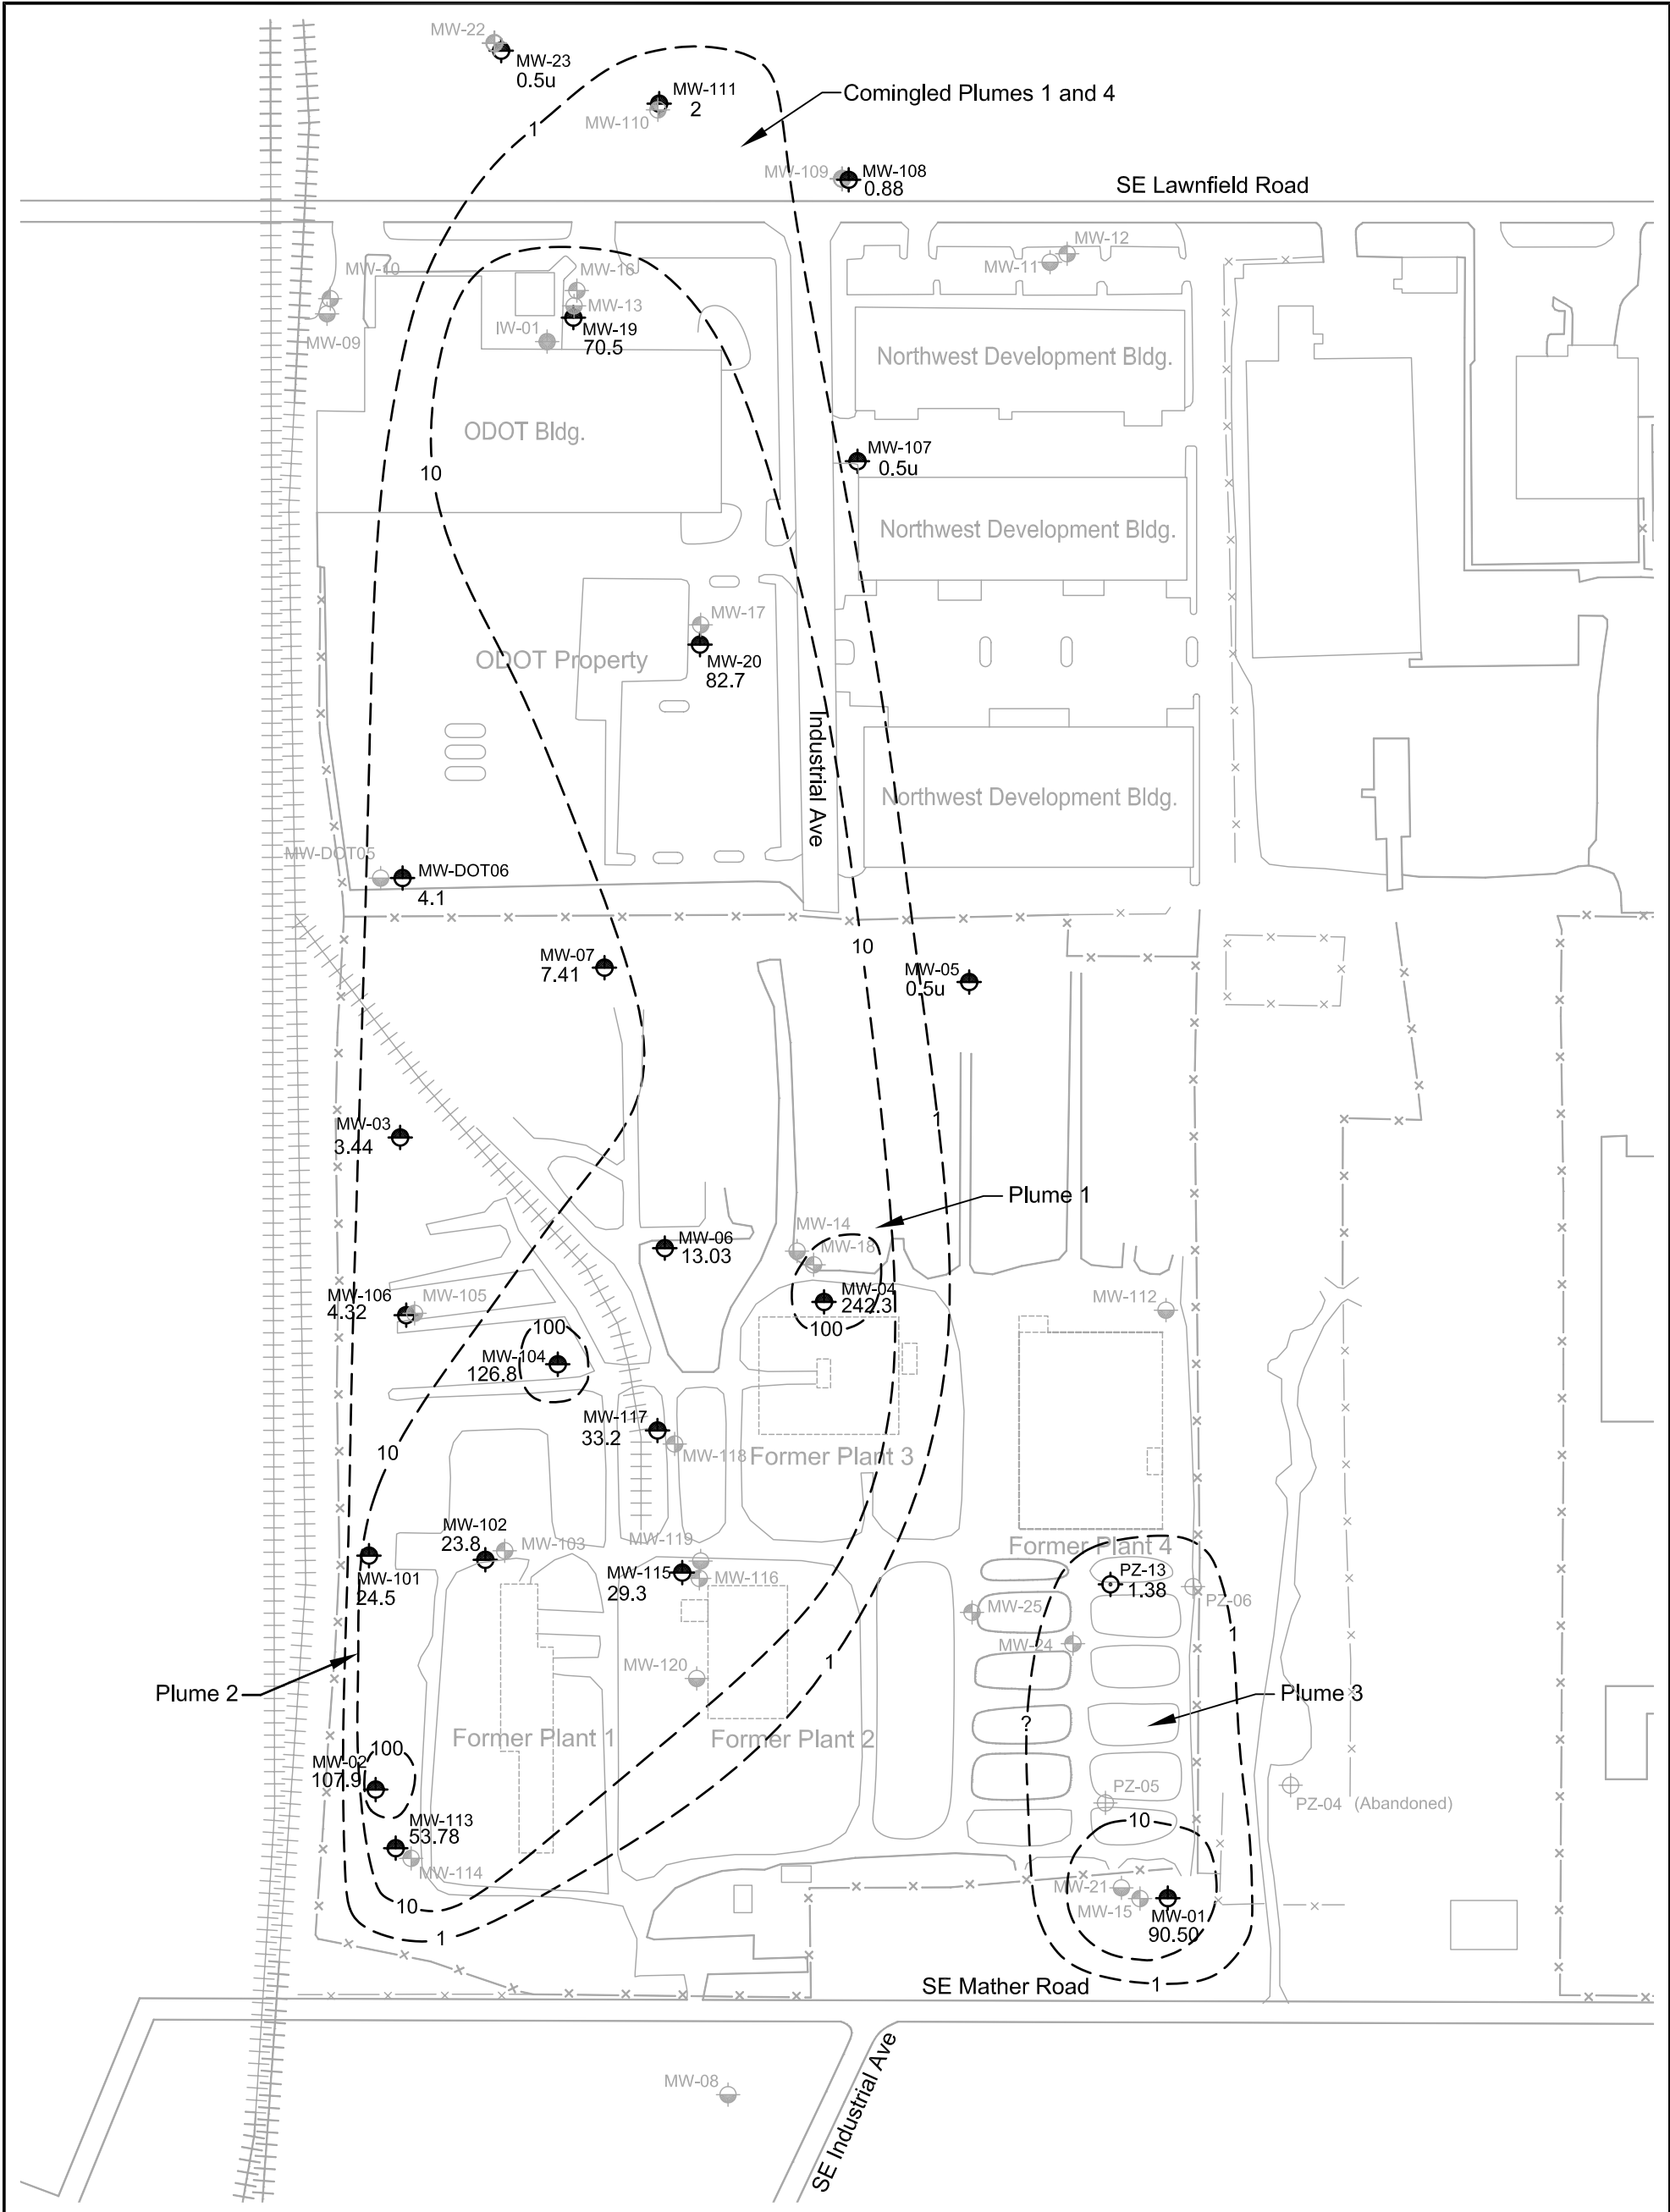 MW-22
MW-23
0.5u
MW-111
2
MW-110
Comingled Plumes 1 and 4
1
MW-109
MW-108
0.88
SE Lawnfield Road
MW-12
MW-11
MW-10
MW-16
MW-13
MW-09
IW-01
MW-19
70.5
Northwest Development Bldg.
ODOT Bldg.
MW-107
0.5u
10
Northwest Development Bldg.
MW-17
ODOT Property
MW-20
82.7
Industrial Ave
Northwest Development Bldg.
MW-DOT05
MW-DOT06
4.1
10
MW-07
7.41
MW-05
0.5u
1
MW-03
3.44
Plume 1
MW-14
MW-18
MW-06
13.03
MW-04
242.3
100
MW-106
4.32
MW-105
MW-112
100
MW-104
126.8
MW-117
33.2
MW-118
Former Plant 3
10
MW-102
23.8
MW-103
MW-119
MW-115
29.3
MW-116
Former Plant 4
PZ-13
1.38
PZ-06
MW-101
24.5
MW-25
MW-24
1
MW-120
1
Plume 2
Plume 3
?
Former Plant 1
Former Plant 2
100
MW-02
107.9
PZ-05
PZ-04 (Abandoned)
10
MW-113
53.78
MW-114
MW-21
MW-15
MW-01
90.50
10
1
SE Mather Road
1
MW-08
SE Industrial Ave